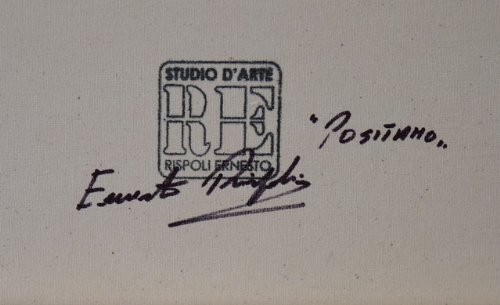 STUDIO D'ARTE
RE
RISPOLI ERNESTO
"POSITANO„
Ernesto Rispoli